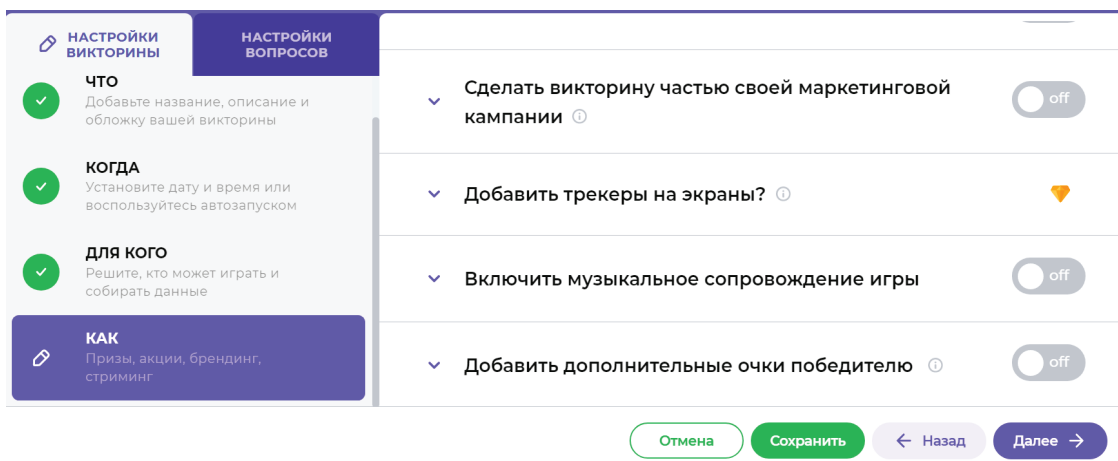 НАСТРОЙКИ
ВИКТОРИНЫ
НАСТРОЙКИ
ВОПРОСОВ
ЧТО
Добавьте название, описание и
обложку вашей викторины
КОГДА
Установите дату и время или
воспользуйтесь автозапуском
ДЛЯ КОГО
Решите, кто может играть и
собирать данные
КАК
Призы, акции, брендинг,
стриминг
Сделать викторину частью своей маркетинговой
кампании
off
Добавить трекеры на экраны?
Включить музыкальное сопровождение игры
off
Добавить дополнительные очки победителю
off
Отмена
Сохранить
Назад
Далее